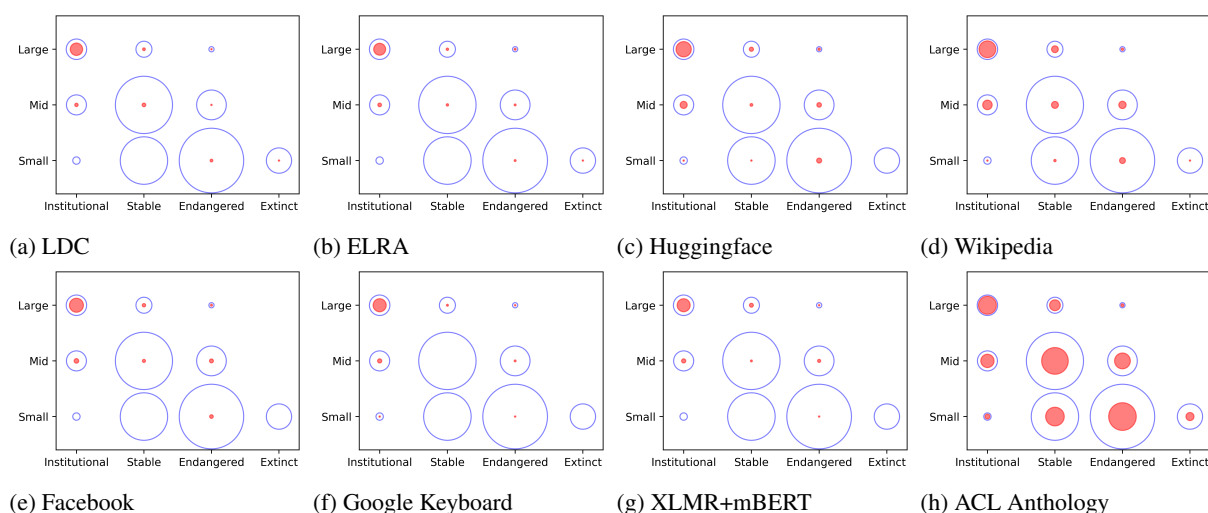 Large
Mid
Small
Institutional Stable Endangered Extinct
(a) LDC
Large
Mid
Small
Institutional Stable Endangered Extinct
(b) ELRA
Large
Mid
Small
Institutional Stable Endangered Extinct
(c) Huggingface
Large
Mid
Small
Institutional Stable Endangered Extinct
(d) Wikipedia
Large
Mid
Small
Institutional Stable Endangered Extinct
(e) Facebook
Large
Mid
Small
Institutional Stable Endangered Extinct
(f) Google Keyboard
Large
Mid
Small
Institutional Stable Endangered Extinct
(g) XLMR+mBERT
Large
Mid
Small
Institutional Stable Endangered Extinct
(h) ACL Anthology